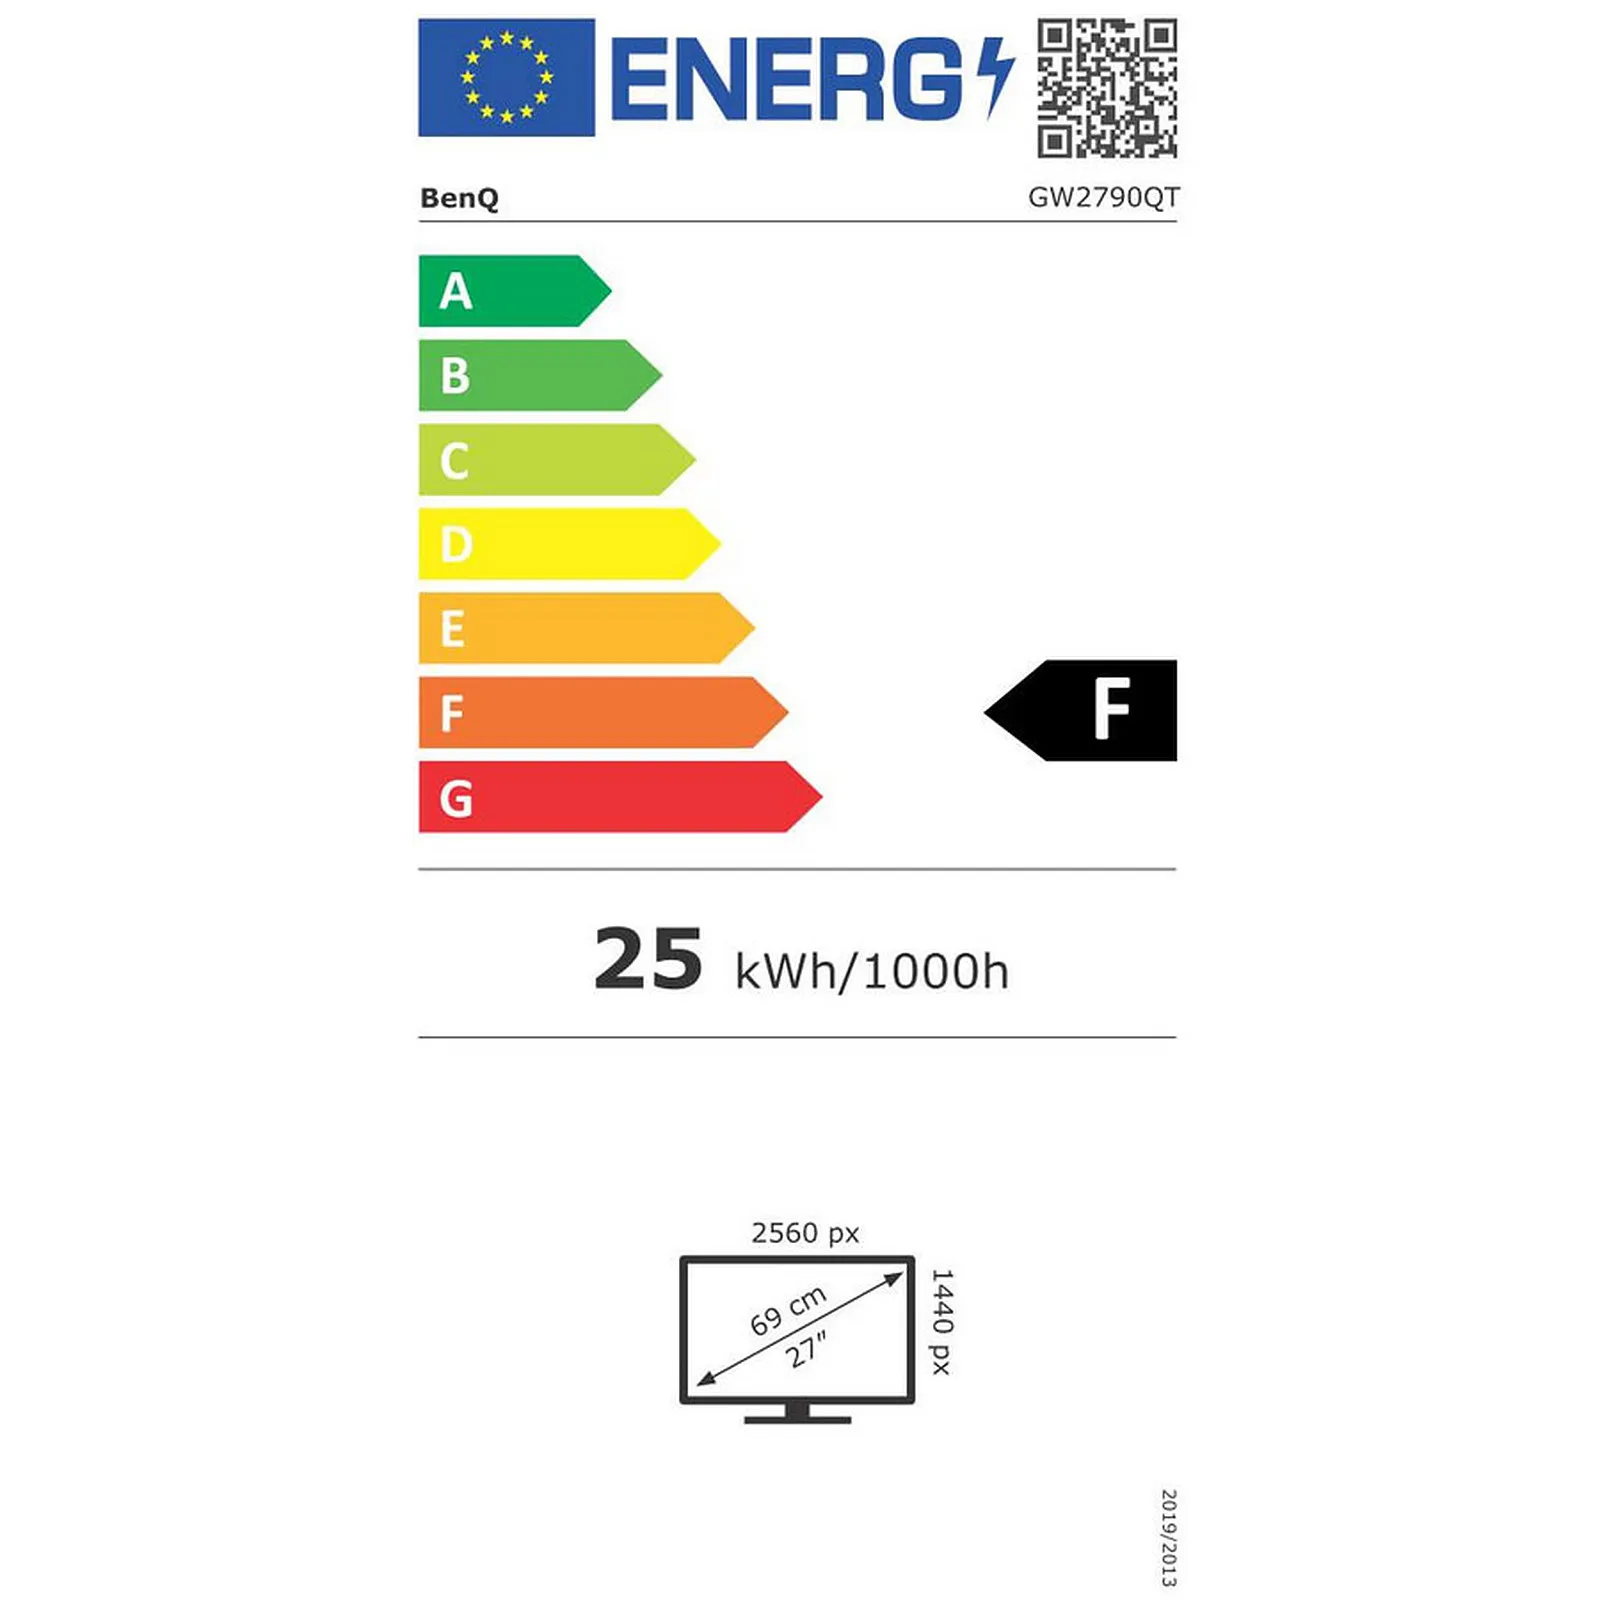 ENERG
BenQ GW2790QT
A
B
C
D
E
F
F
G
25 kWh/1000h
2560 px
1440 px
69 cm
27"
2019/2013